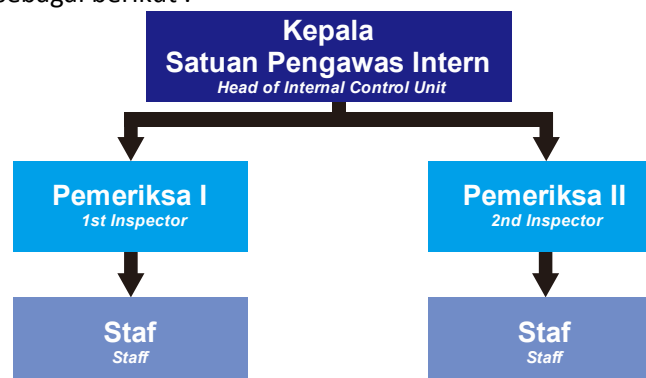 sebagai berikut :
Kepala
Satuan Pengawas Intern
Head of Internal Control Unit
Pemeriksa I
1st Inspector
Pemeriksa II
2nd Inspector
Staf
Staff
Staf
Staff